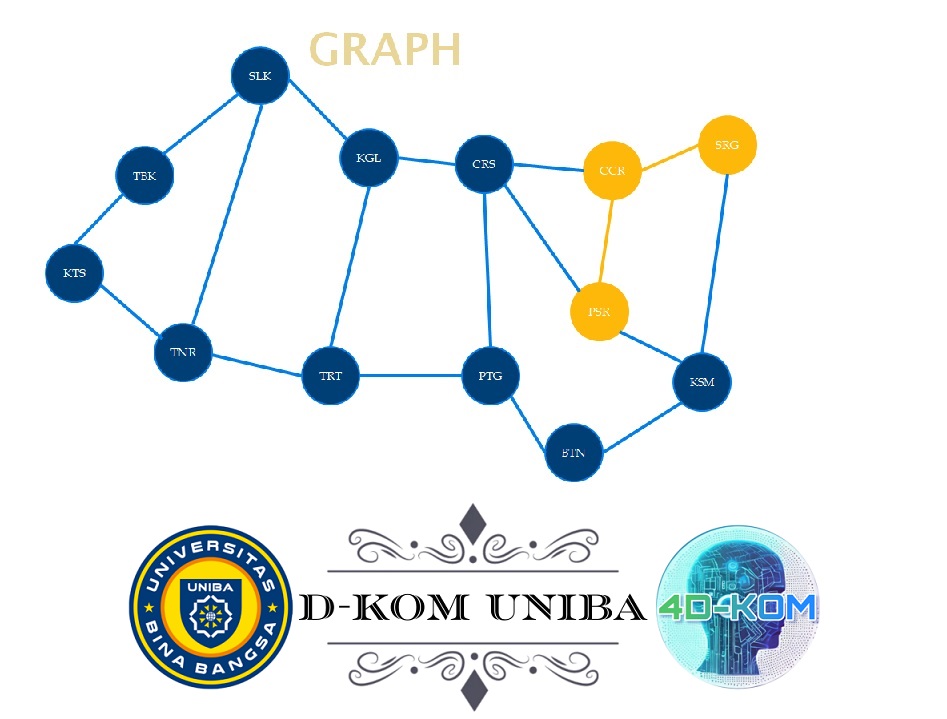 GRAPH
SLK
SRG
KGL
CRS
CCR
TBK
KTS
PSR
TNR
TRT
PTG
KSM
BTN
UNIVERSITAS
UNIBA
BINA BANGSA
D-KOM UNIBA
4D-KOM